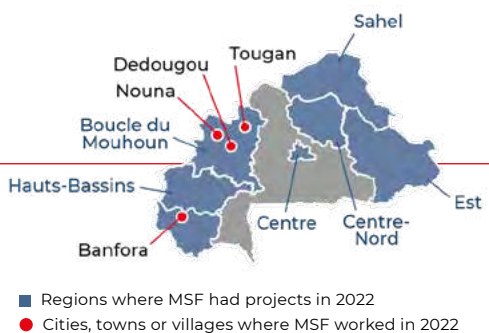 Sahel
Tougan
Dedougou
Nouna
Boucle du
Mouhoun
Hauts-Bassins
Est
Centre
Centre-
Nord
Banfora
Regions where MSF had projects in 2022
Cities, towns or villages where MSF worked in 2022